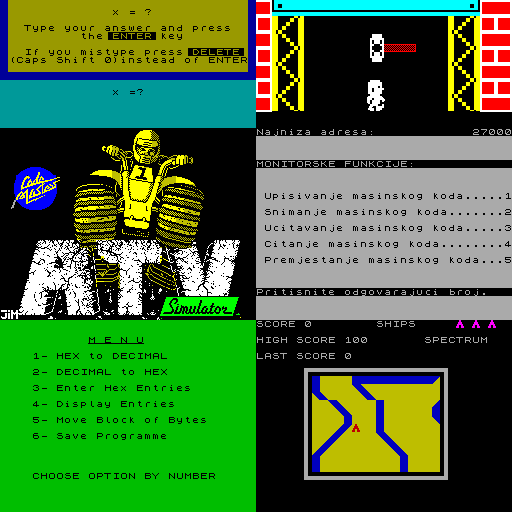 x = ?
Type your answer and press
the ENTER key
If you mistype press DELETE
(Caps Shift 0)instead of ENTER
x =?
Code
Masters
ATV
Simulator
JiM
M E N U
1- HEX to DECIMAL
2- DECIMAL to HEX
3- Enter Hex Entries
4- Display Entries
5- Move Block of Bytes
6- Save Programme
CHOOSE OPTION BY NUMBER
Najniza adresa: 27000
MONITORSKE FUNKCIJE:
Upisivanje masinskog koda.....1
Snimanje masinskog koda.......2
Ucitavanje masinskog koda.....3
Citanje masinskog koda........4
Premjestanje masinskog koda...5
Pritisnite odgovarajuci broj.
SCORE 0 SHIPS
HIGH SCORE 100 SPECTRUM
LAST SCORE 0